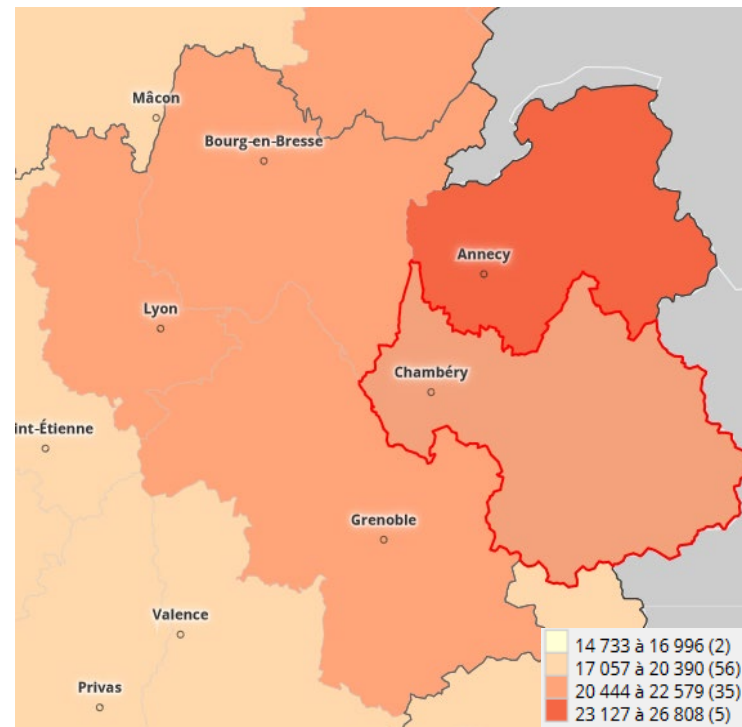 Mâcon
Bourg-en-Bresse
Annecy
Lyon
Chambéry
int-Étienne
Grenoble
Valence
Privas
14 733 à 16 996 (2)
17 057 à 20 390 (56)
20 444 à 22 579 (35)
23 127 à 26 808 (5)